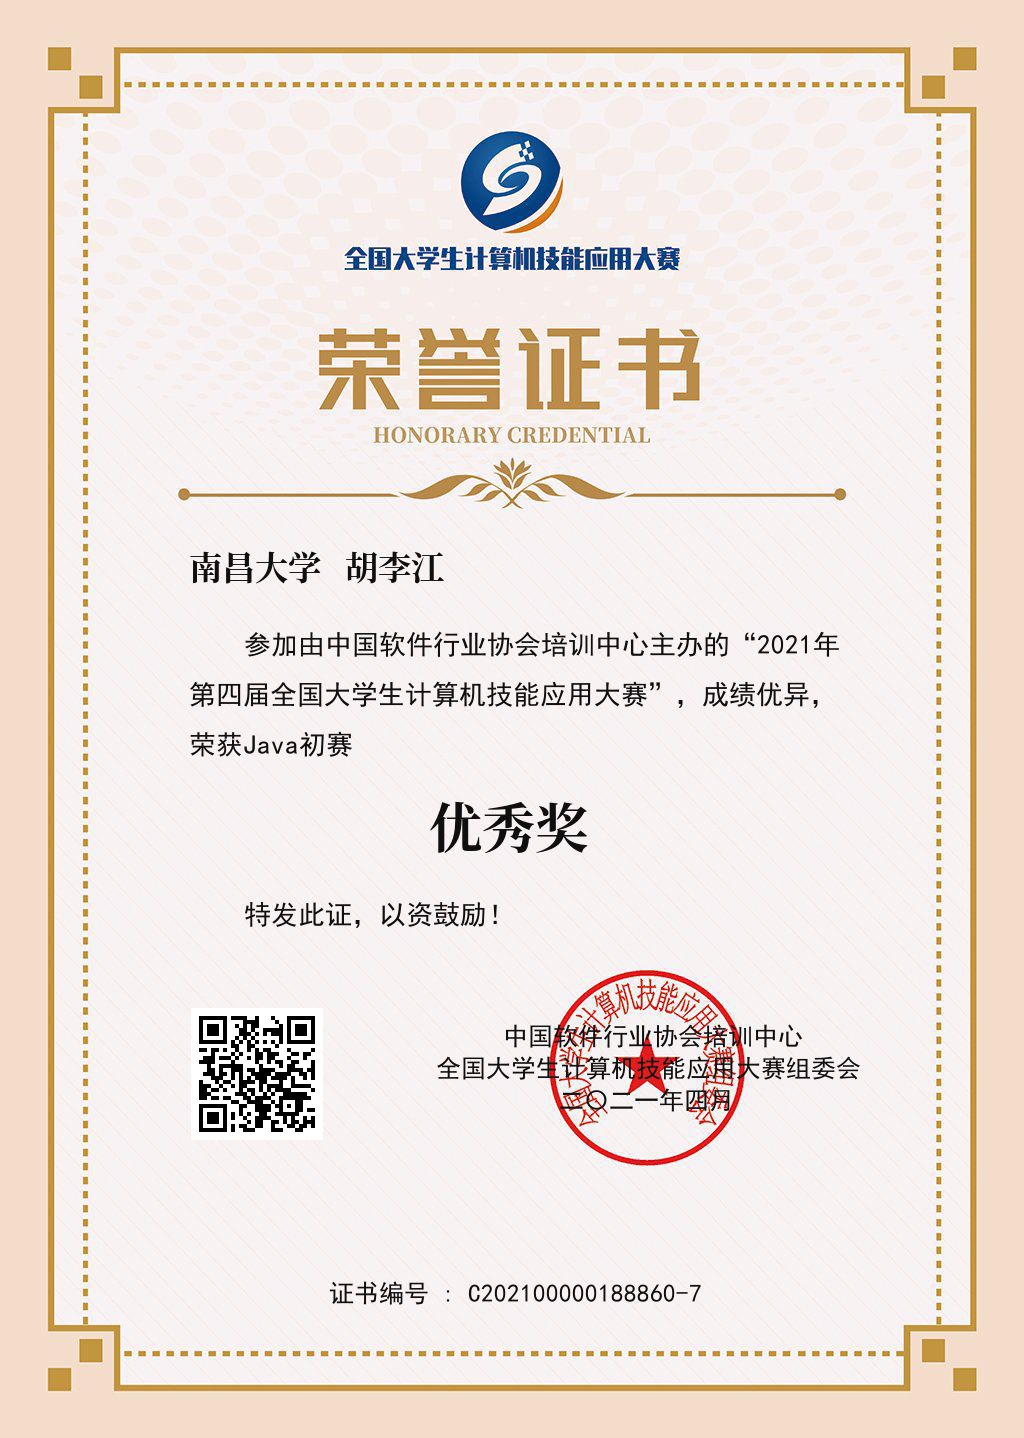 全国大学生计算机技能应用大赛
荣誉证书
HONORARY CREDENTIAL
南昌大学 胡李江
参加由中国软件行业协会培训中心主办的“2021年
第四届全国大学生计算机技能应用大赛”，成绩优异，
荣获Java初赛
优秀奖
特发此证，以资鼓励！
中国软件行业协会培训中心
全国大学生计算机技能应用大赛组委会
二〇二一年四月
全国大学生计算机技能应用大赛组委会
证书编号 : C202100000188860-7